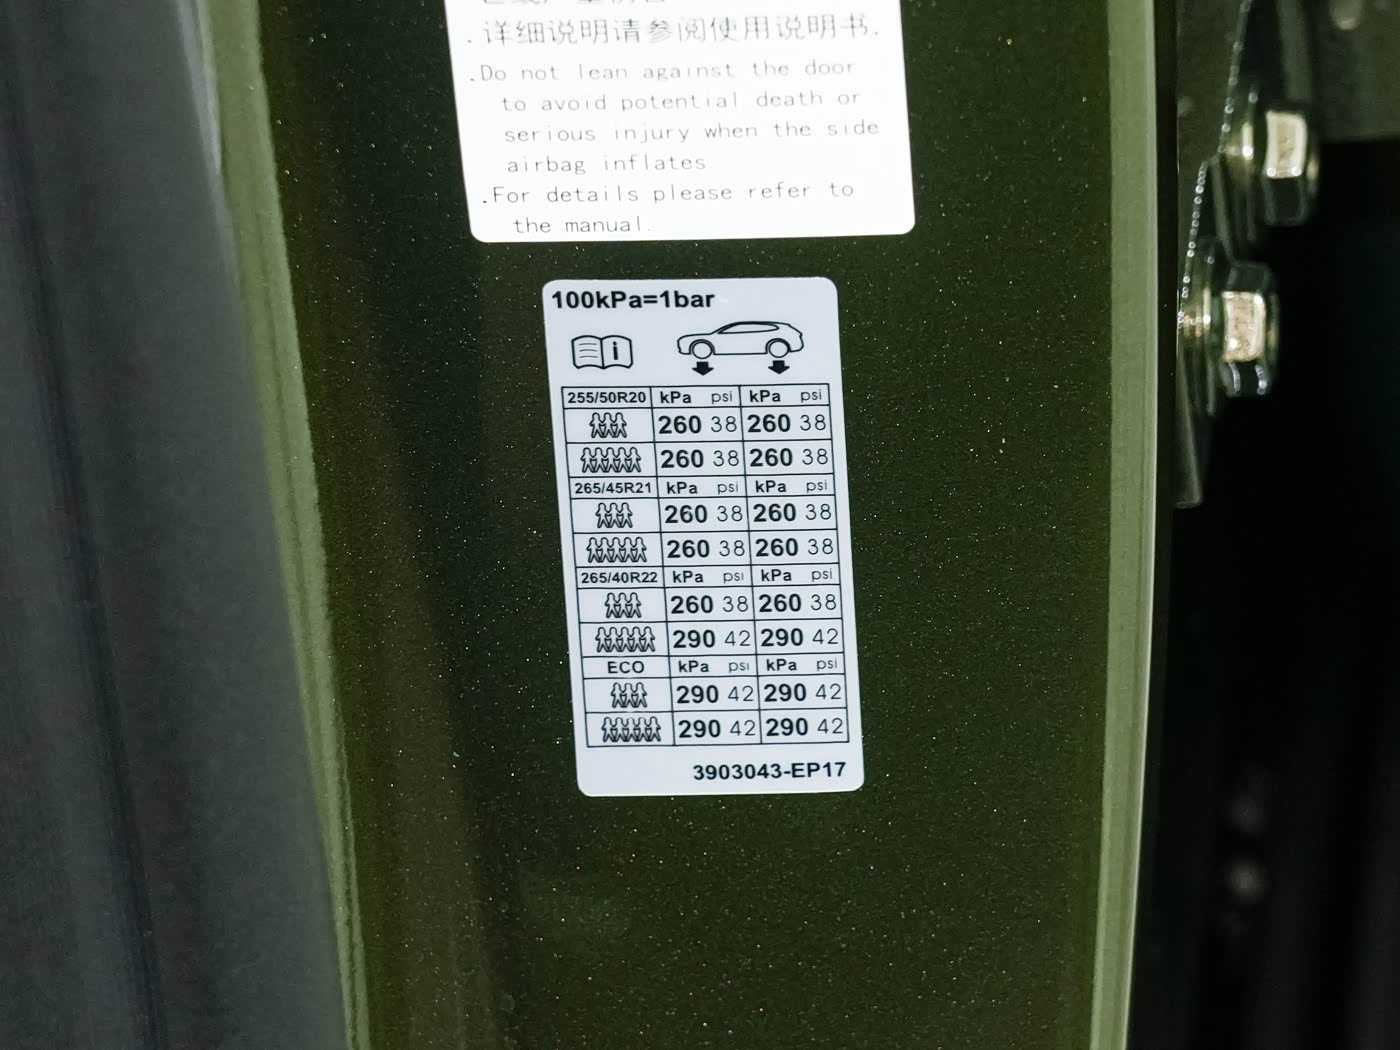 .详细说明请参阅使用说明书.
.Do not lean against the door
to avoid potential death or
serious injury when the side
airbag inflates
.For details please refer to
the manual.
100kPa=1bar
i
255/50R20 kPa psi kPa psi
260 38 260 38
260 38 260 38
265/45R21 kPa psi kPa psi
260 38 260 38
260 38 260 38
265/40R22 kPa psi kPa psi
260 38 260 38
290 42 290 42
ECO kPa psi kPa psi
290 42 290 42
290 42 290 42
3903043-EP17